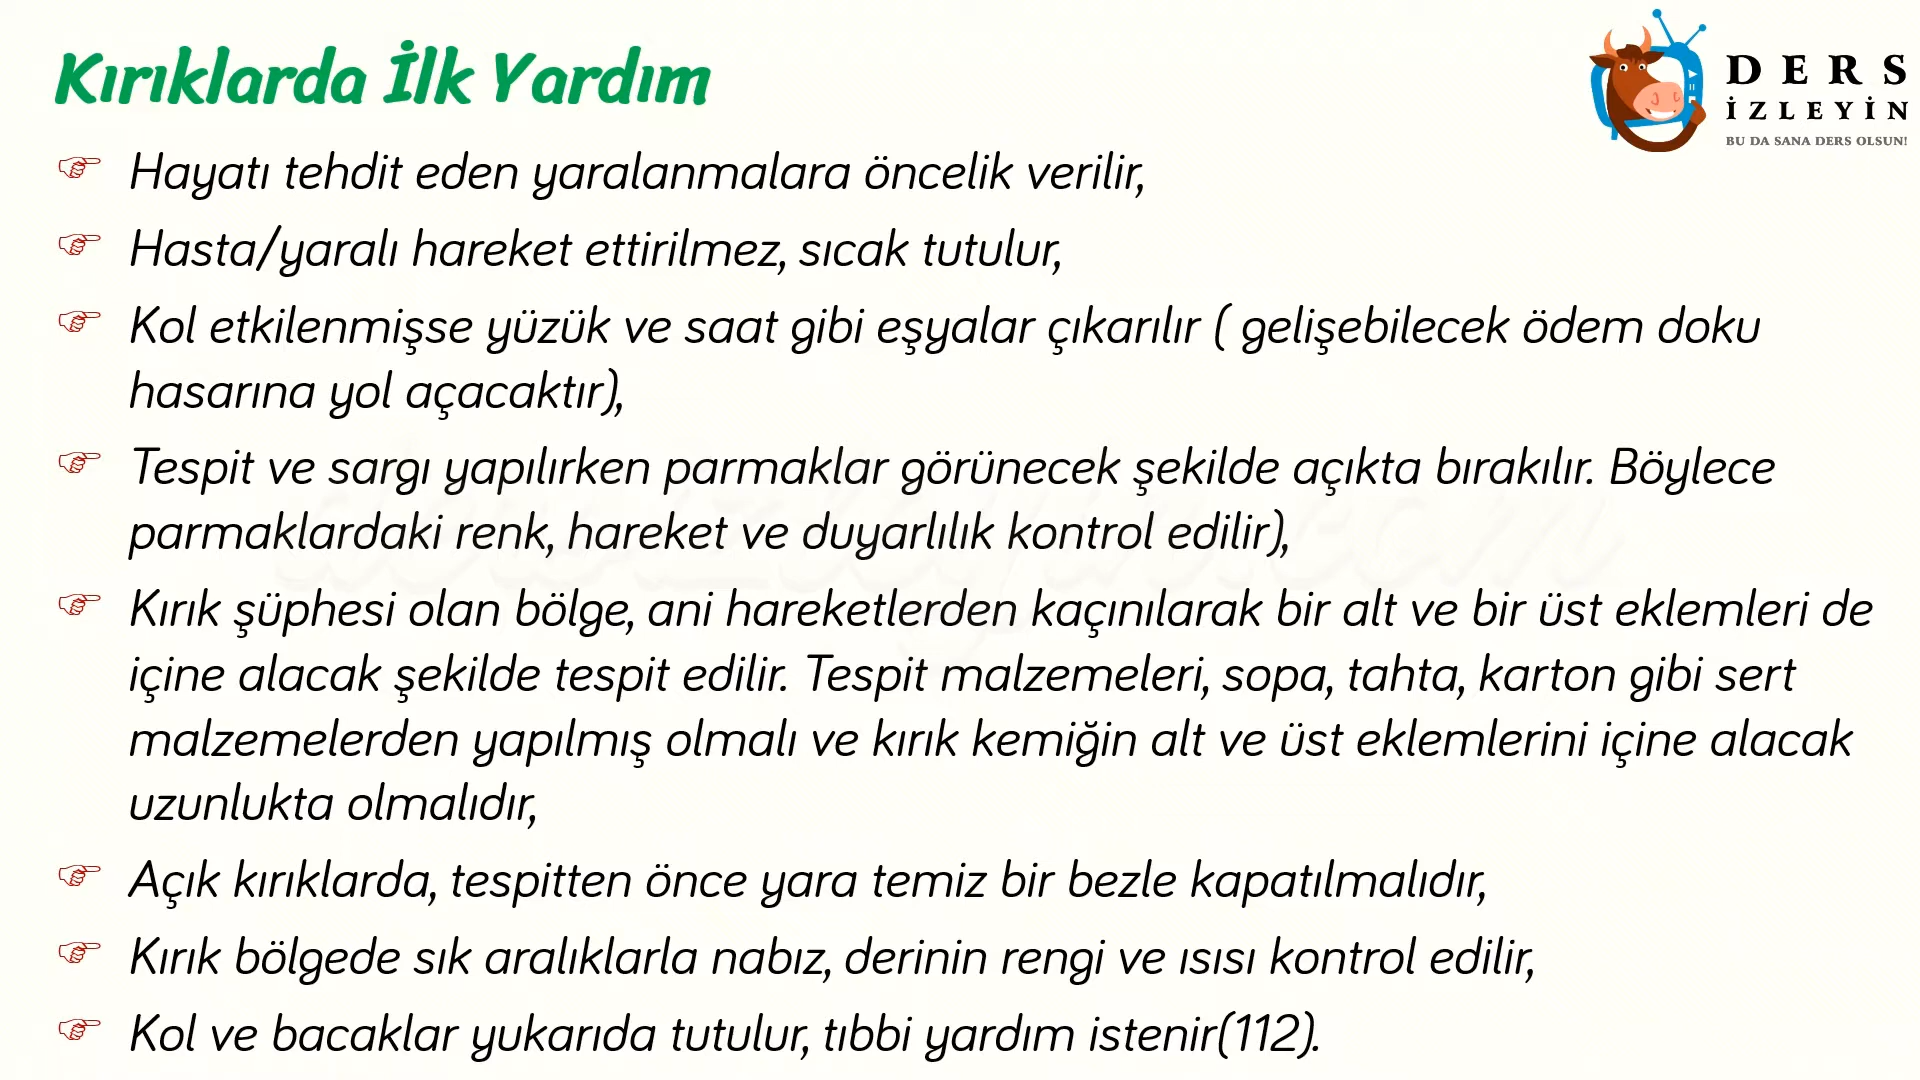 Kırıklarda İlk Yardım
DERS
İZLEYİN
BU DA SANA DERS OLSUN!
Hayatı tehdit eden yaralanmalara öncelik verilir,
Hasta/yaralı hareket ettirilmez, sıcak tutulur,
Kol etkilenmişse yüzük ve saat gibi eşyalar çıkarılır ( gelişebilecek ödem doku
hasarına yol açacaktır),
Tespit ve sargı yapılırken parmaklar görünecek şekilde açıkta bırakılır. Böylece
parmaklardaki renk, hareket ve duyarlılık kontrol edilir),
Kırık şüphesi olan bölge, ani hareketlerden kaçınılarak bir alt ve bir üst eklemleri de
içine alacak şekilde tespit edilir. Tespit malzemeleri, sopa, tahta, karton gibi sert
malzemelerden yapılmış olmalı ve kırık kemiğin alt ve üst eklemlerini içine alacak
uzunlukta olmalıdır,
Açık kırıklarda, tespitten önce yara temiz bir bezle kapatılmalıdır,
Kırık bölgede sık aralıklarla nabız, derinin rengi ve ısısı kontrol edilir,
Kol ve bacaklar yukarıda tutulur, tıbbi yardım istenir(112).